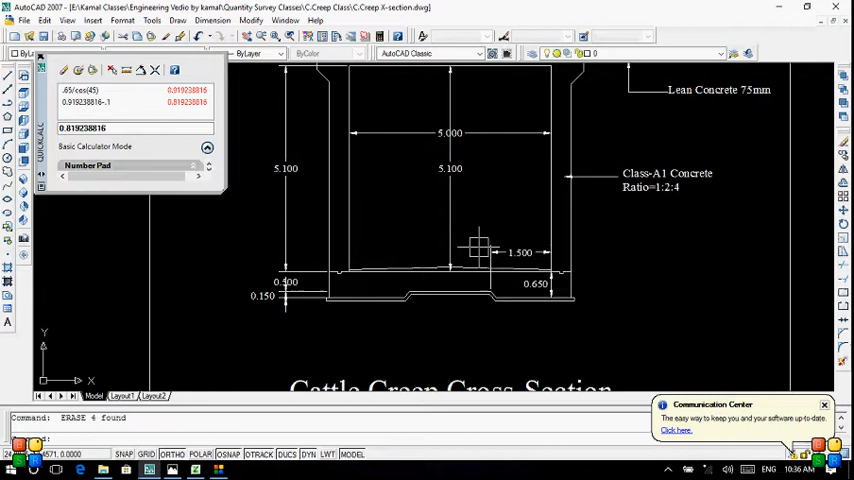 AutoCAD 2007 - [E:\Kamal Classes\Engineering Vedio by kamal\Quantity Survey Classes\C.Creep Class\C.Creep X-section.dwg]
File Edit View Insert Format Tools Draw Dimension Modify Window Help
ByLayer ByColor AutoCAD Classic 0
.65/cos(45) 0.919238816
0.919238816-.1 0.819238816
0.819238816
Basic Calculator Mode
Number Pad
QUICKCALC
Lean Concrete 75mm
5.000
5.100 5.100
Class-A1 Concrete
Ratio=1:2:4
1.500
0.500 0.650
0.150
Y
X
Cattle Creep Cross-Section
Model Layout1 Layout2
Communication Center
The easy way to keep you and your software up-to-date.
Click here.
Command: ERASE 4 found
SNAP GRID ORTHO POLAR OSNAP OTRACK DUCS DYN LWT MODEL
ENG 10:36 AM